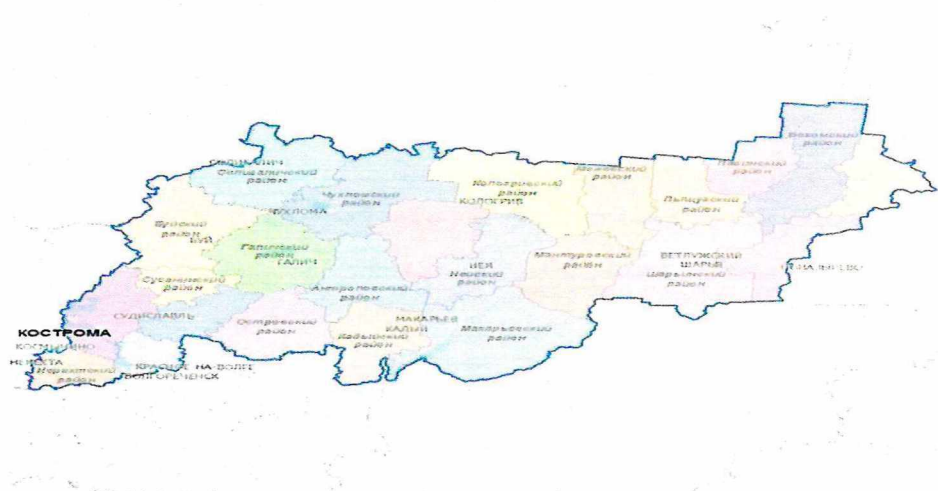 Вохомский
район
СОЛИГАЛИЧ
Солигаличский
район
Чухломский
район
ЧУХЛОМА
Кологривский
район
КОЛОГРИВ
район
Павинский
район
Пыщугский
район
Буйский
район
БУЙ
Галичский
район
ГАЛИЧ
НЕЯ
Нейский
район
Мантуровский
район
ВЕТЛУЖСКИЙ
ШАРЬЯ
Шарьинский
район
Сусанинский
район
Антроповский
район
СУДИСЛАВЛЬ
Островский
район
МАКАРЬЕВ
КАДЫЙ
Кадыйский
район
Макарьевский
район
КОСТРОМА
КОСМЫНИНО
НЕРЕХТА
Нерехтский
район
КРАСНОЕ-НА-ВОЛГЕ
ВОЛГОРЕЧЕНСК